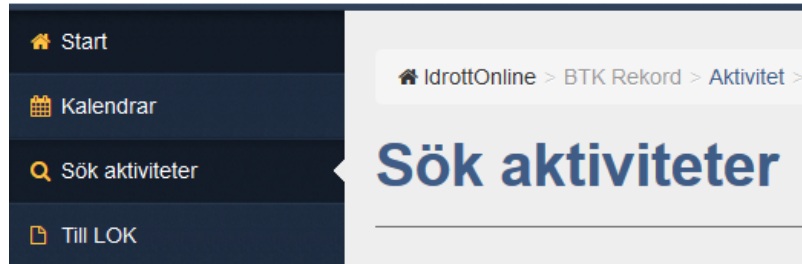 Start
Kalendrar
Sök aktiviteter
Till LOK
IdrottOnline > BTK Rekord > Aktivitet >
Sök aktiviteter